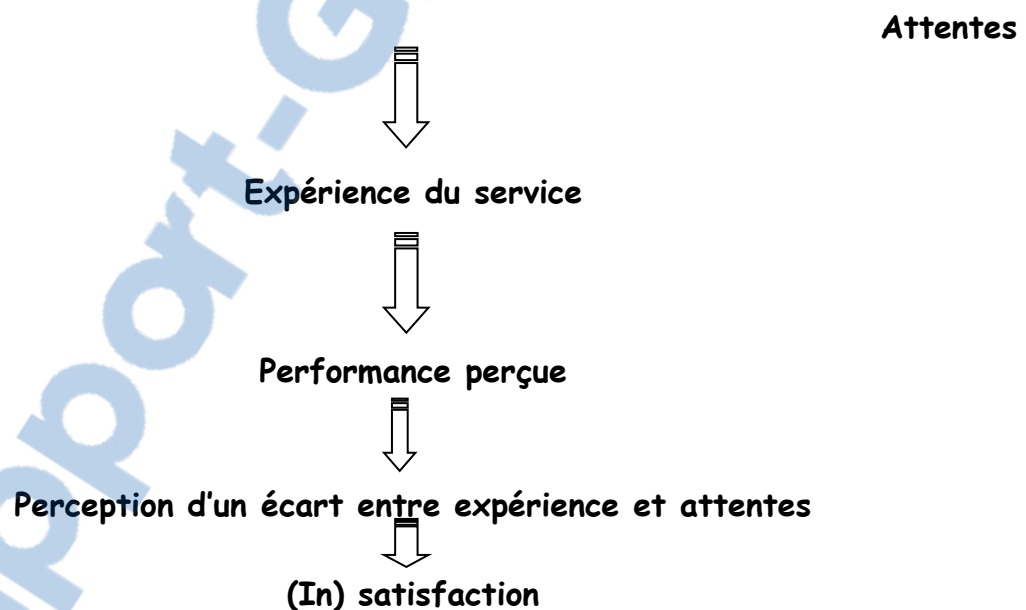 Attentes
Expérience du service
Performance perçue
Perception d'un écart entre expérience et attentes
(In) satisfaction